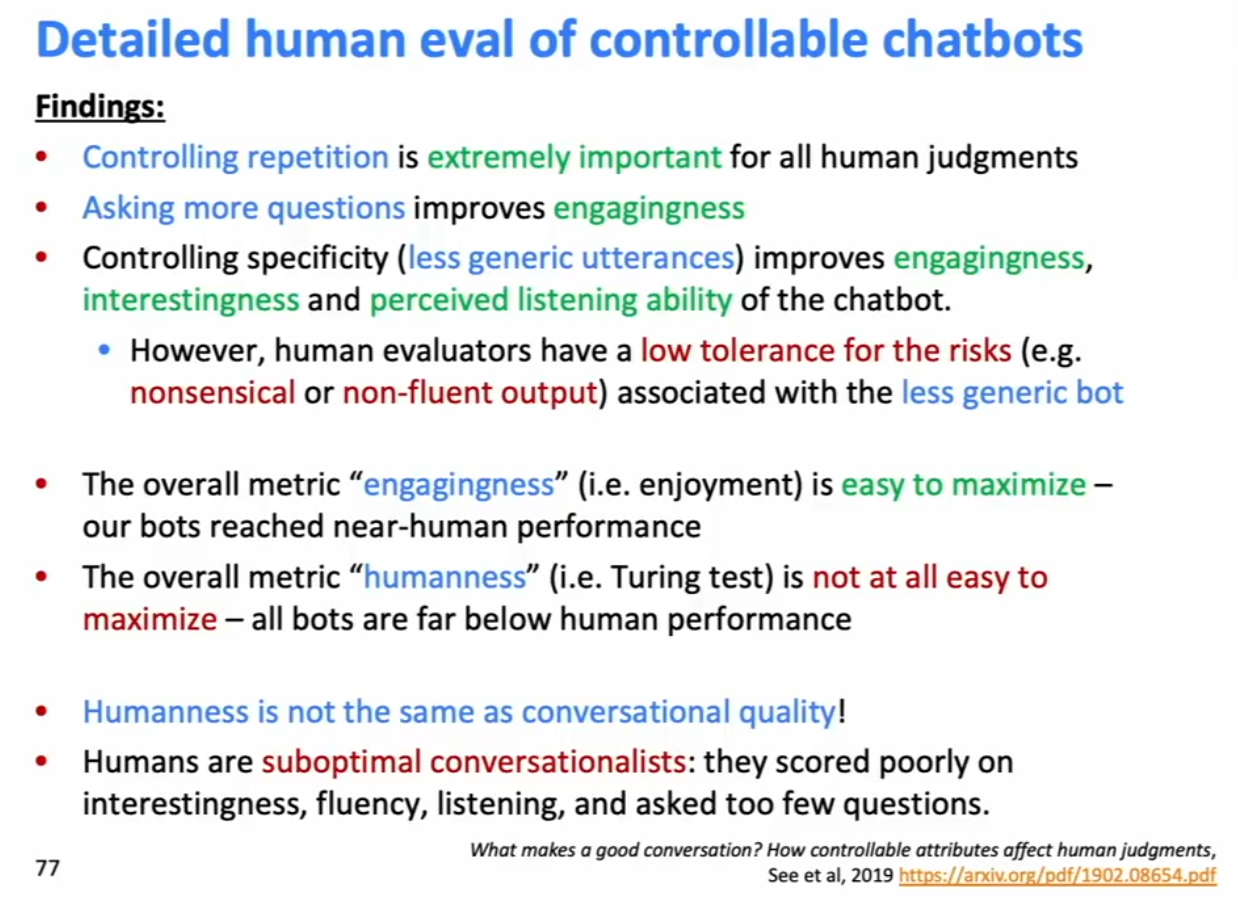 Detailed human eval of controllable chatbots
Findings:
• Controlling repetition is extremely important for all human judgments
• Asking more questions improves engagingness
• Controlling specificity (less generic utterances) improves engagingness,
interestingness and perceived listening ability of the chatbot.
• However, human evaluators have a low tolerance for the risks (e.g.
nonsensical or non-fluent output) associated with the less generic bot
• The overall metric “engagingness” (i.e. enjoyment) is easy to maximize –
our bots reached near-human performance
• The overall metric “humanness” (i.e. Turing test) is not at all easy to
maximize – all bots are far below human performance
• Humanness is not the same as conversational quality!
• Humans are suboptimal conversationalists: they scored poorly on
interestingness, fluency, listening, and asked too few questions.
What makes a good conversation? How controllable attributes affect human judgments,
See et al, 2019 https://arxiv.org/pdf/1902.08654.pdf
77